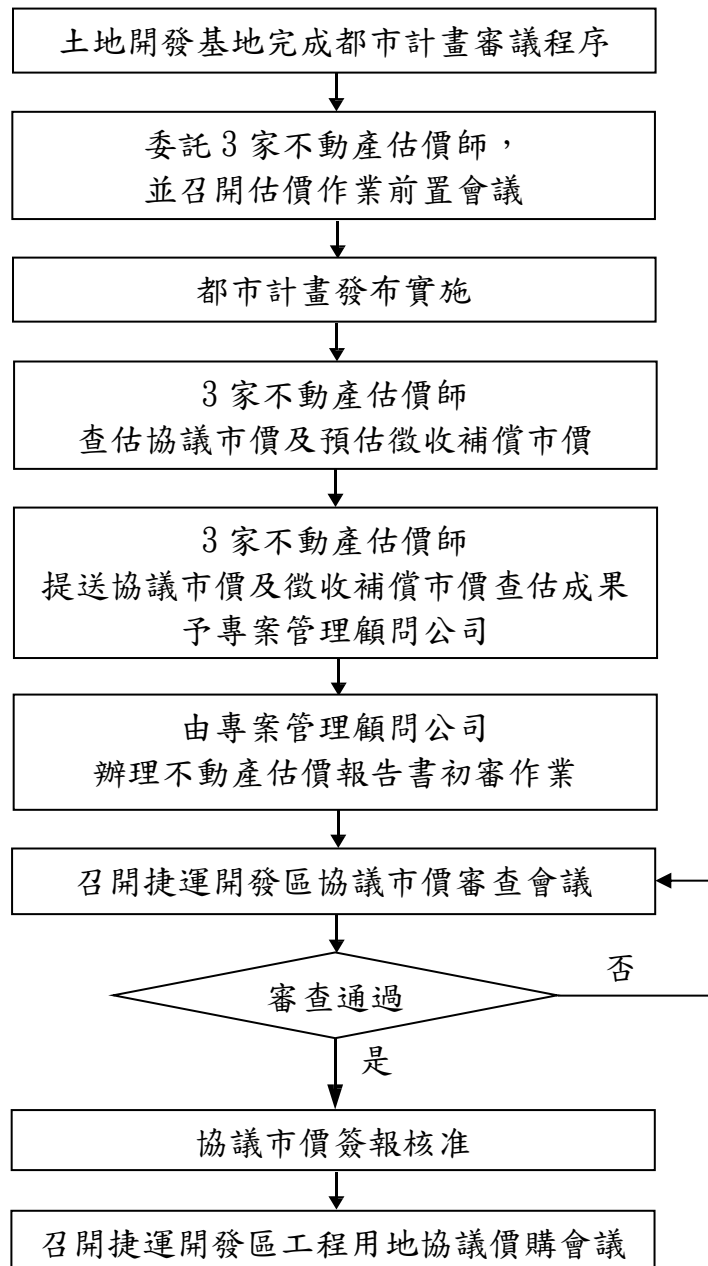 土地開發基地完成都市計畫審議程序
委託3家不動產估價師，
並召開估價作業前置會議
都市計畫發布實施
3家不動產估價師
查估協議市價及預估徵收補償市價
3家不動產估價師
提送協議市價及徵收補償市價查估成果
予專案管理顧問公司
由專案管理顧問公司
辦理不動產估價報告書初審作業
召開捷運開發區協議市價審查會議
審查通過
否
是
協議市價簽報核准
召開捷運開發區工程用地協議價購會議